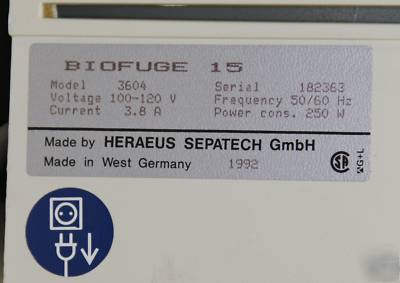 BIOFUGE 15
Model 3604 Serial 182363
Voltage 100-120 V Frequency 50/60 Hz
Current 3.8 A Power cons. 250 W
Made by HERAEUS SEPATECH GmbH
Made in West Germany 1992
G+L